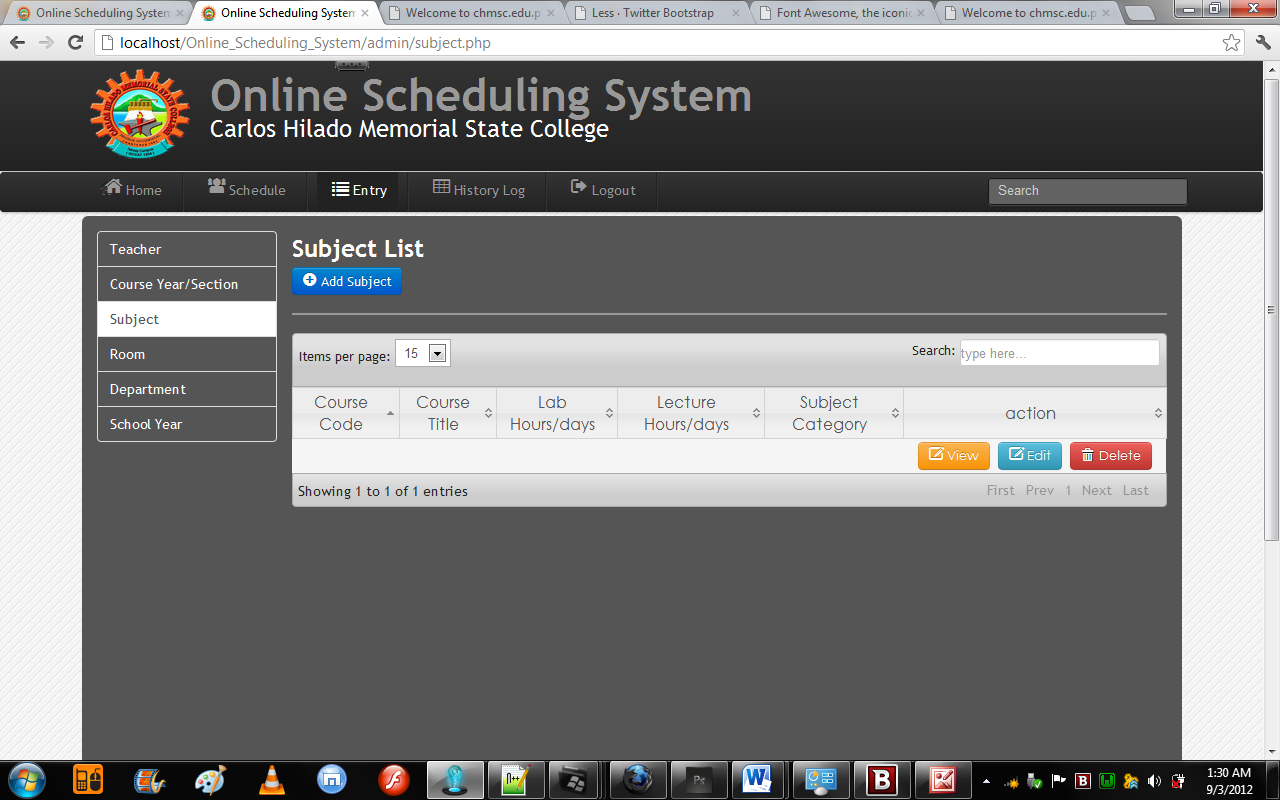 Online Scheduling System
Online Scheduling System
Welcome to chmsc.edu.p
Less · Twitter Bootstrap
Font Awesome, the iconic
Welcome to chmsc.edu.p
localhost/Online_Scheduling_System/admin/subject.php
Online Scheduling System
Carlos Hilado Memorial State College
Home
Schedule
Entry
History Log
Logout
Search
Teacher
Course Year/Section
Subject
Room
Department
School Year
Subject List
Add Subject
Items per page: 15
Search: type here...
Course Code
Course Title
Lab Hours/days
Lecture Hours/days
Subject Category
action
View
Edit
Delete
Showing 1 to 1 of 1 entries
First Prev 1 Next Last
1:30 AM
9/3/2012